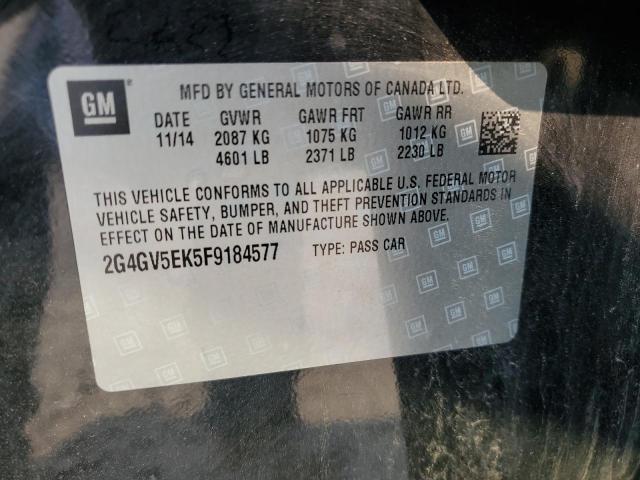 GM
MFD BY GENERAL MOTORS OF CANADA LTD.
DATE GVWR GAWR FRT GAWR RR
11/14 2087 KG 1075 KG 1012 KG
4601 LB 2371 LB 2230 LB
THIS VEHICLE CONFORMS TO ALL APPLICABLE U.S. FEDERAL MOTOR
VEHICLE SAFETY, BUMPER, AND THEFT PREVENTION STANDARDS IN
EFFECT ON THE DATE OF MANUFACTURE SHOWN ABOVE.
2G4GV5EK5F9184577 TYPE: PASS CAR